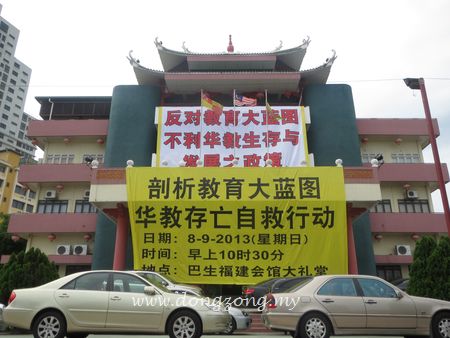 反对教育大蓝图
不利华教生存与
发展之政策
剖析教育大蓝图
华教存亡自救行动
日期：8-9-2013(星期日)
时间：早上10时30分
地点：巴生福建会馆大礼堂
www.dongzong.my